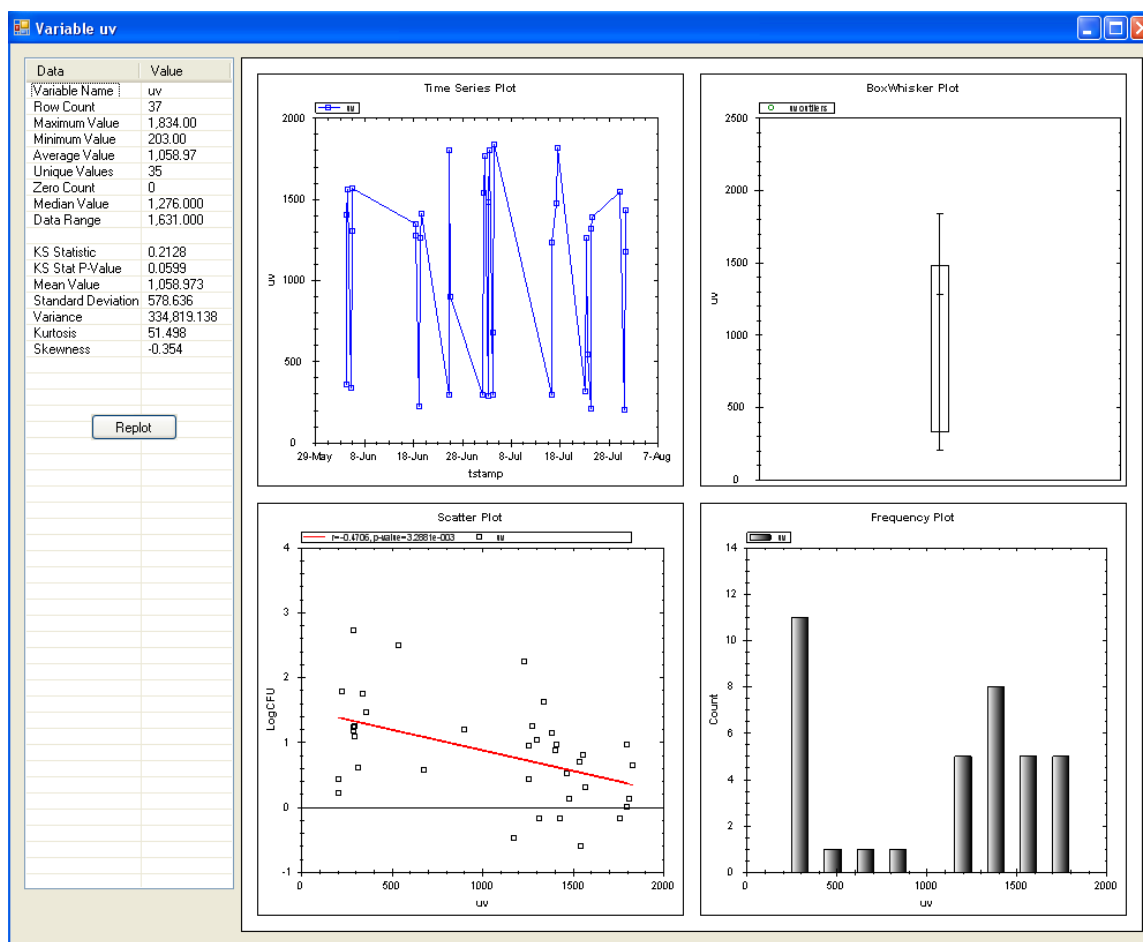 Variable uv
Data Value
Variable Name uv
Row Count 37
Maximum Value 1,834.00
Minimum Value 203.00
Average Value 1,058.97
Unique Values 35
Zero Count 0
Median Value 1,276.000
Data Range 1,631.000
KS Statistic 0.2128
KS Stat P-Value 0.0599
Mean Value 1,058.973
Standard Deviation 578.636
Variance 334,819.138
Kurtosis 51.498
Skewness -0.354
Replot
Time Series Plot
uv
2000
1500
1000
500
0
uv
29-May 8-Jun 18-Jun 28-Jun 8-Jul 18-Jul 28-Jul 7-Aug
tstamp
BoxWhisker Plot
uv outliers
2500
2000
1500
1000
500
0
uv
Scatter Plot
r=-0.4706, p-value=3.2881e-003 uv
4
3
2
1
0
-1
LogCFU
0 500 1000 1500 2000
uv
Frequency Plot
uv
14
12
10
8
6
4
2
0
Count
0 500 1000 1500 2000
uv